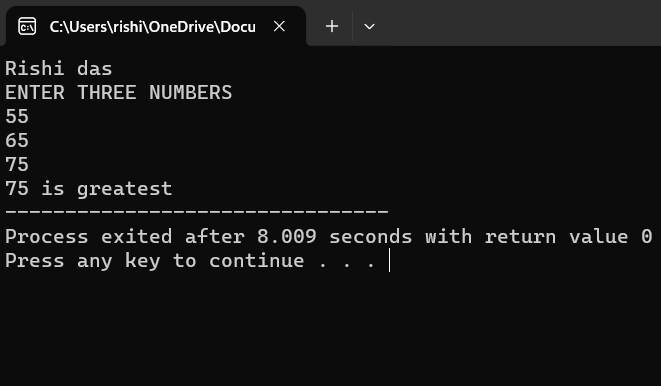 C:\Users\rishi\OneDrive\Docu
Rishi das
ENTER THREE NUMBERS
55
65
75
75 is greatest
--------------------------------
Process exited after 8.009 seconds with return value 0
Press any key to continue . . .